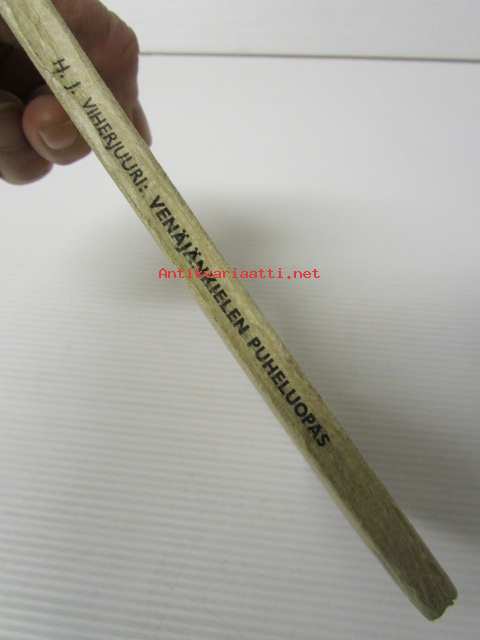 H. J. VIHERJUURI: VENÄJÄNKIELEN PUHELUOPAS
Antikvariaatti.net